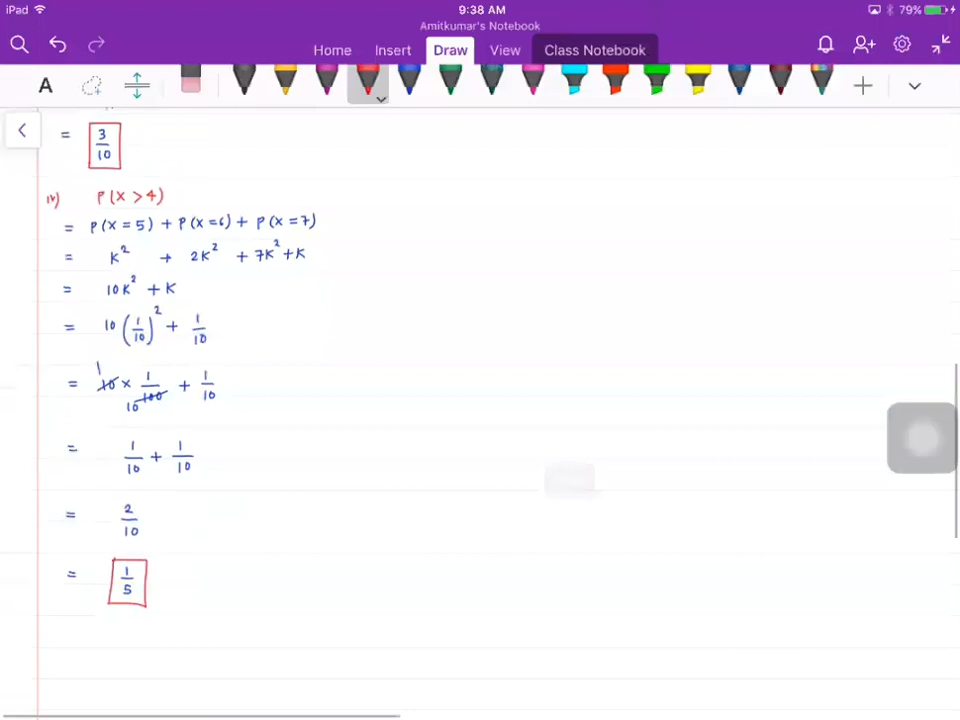 iPad 9:38 AM 79%
Amitkumar's Notebook
Home Insert Draw View Class Notebook
A
= 3/10
iv) P(X > 4)
= P(X = 5) + P(X = 6) + P(X = 7)
= K² + 2K² + 7K² + K
= 10K² + K
= 10 (1/10)² + 1/10
= 1 10 × 1/100 10 + 1/10
= 1/10 + 1/10
= 2/10
= 1/5